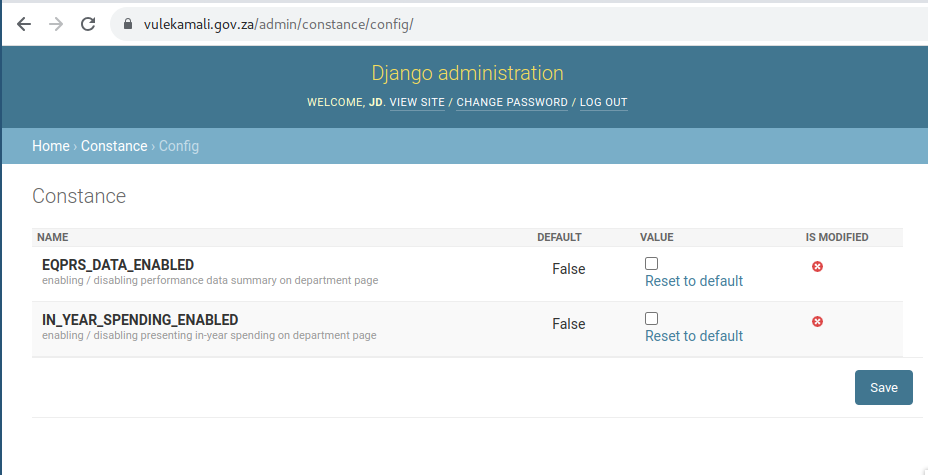 vulekamali.gov.za/admin/constance/config/
Django administration
WELCOME, JD. VIEW SITE / CHANGE PASSWORD / LOG OUT
Home › Constance › Config
Constance
NAME DEFAULT VALUE IS MODIFIED
EQPRS_DATA_ENABLED
enabling / disabling performance data summary on department page
False
Reset to default
IN_YEAR_SPENDING_ENABLED
enabling / disabling presenting in-year spending on department page
False
Reset to default
Save